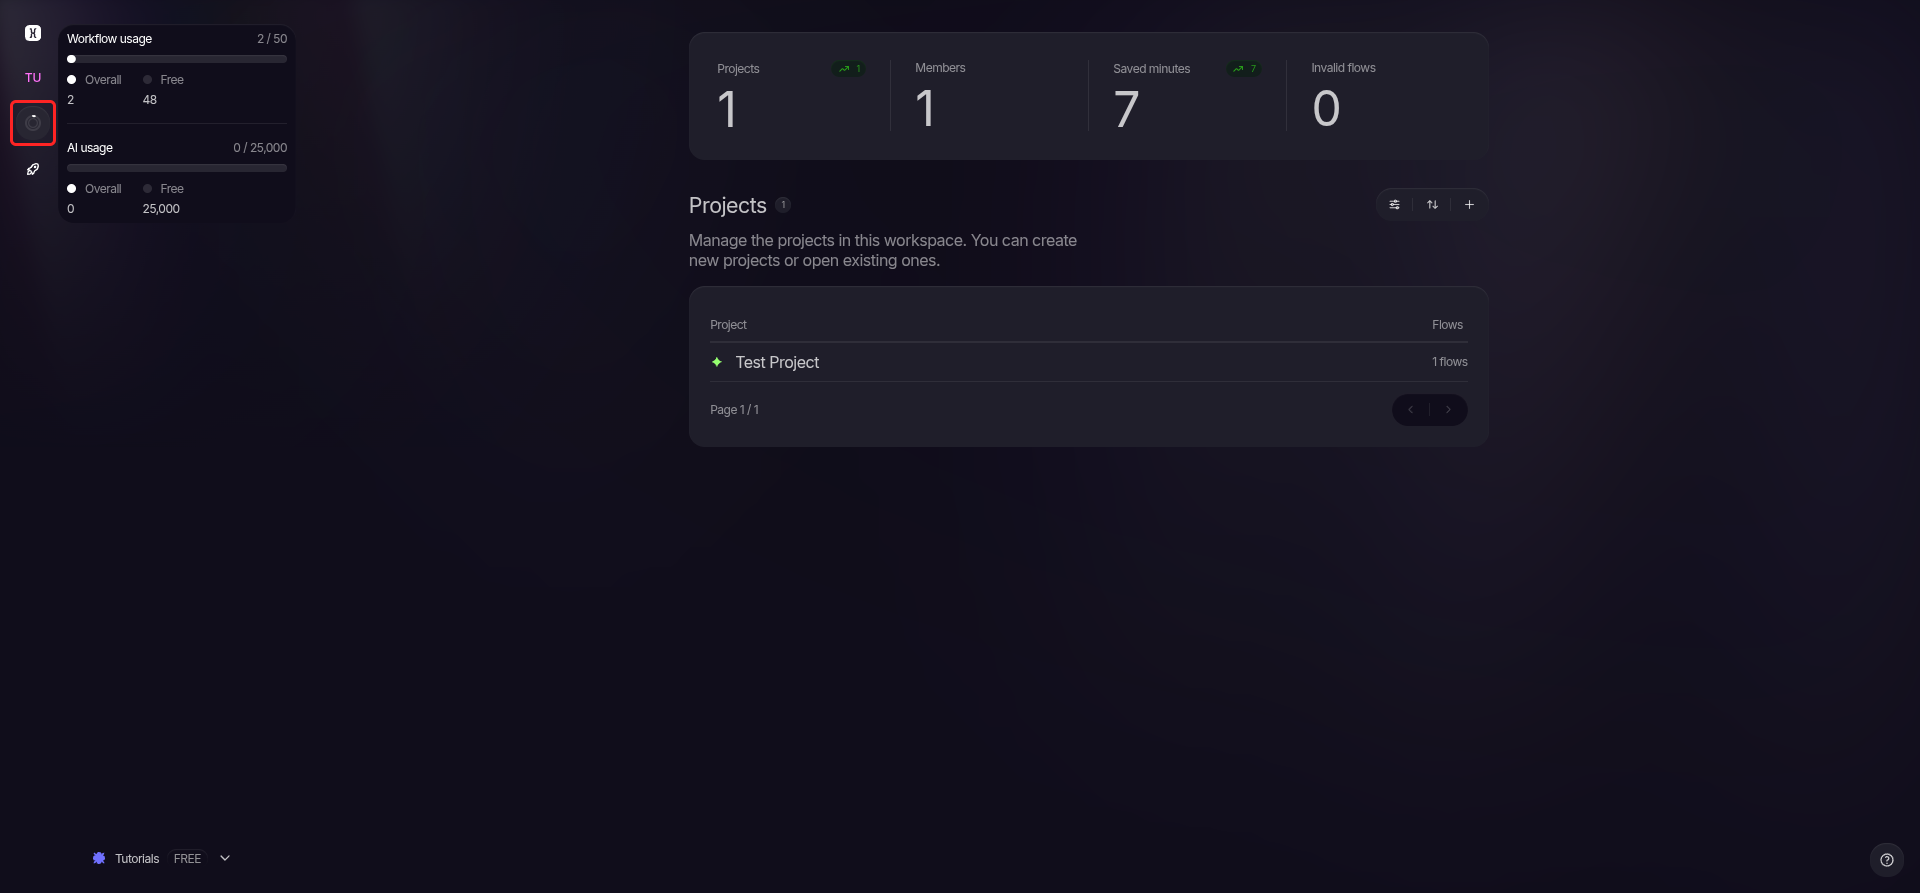 Workflow usage 2 / 50
Overall Free
2 48
AI usage 0 / 25,000
Overall Free
0 25,000
TU
Projects 1
1
Members
1
Saved minutes 7
7
Invalid flows
0
Projects 1
Manage the projects in this workspace. You can create
new projects or open existing ones.
Project Flows
Test Project 1 flows
Page 1 / 1
Tutorials FREE